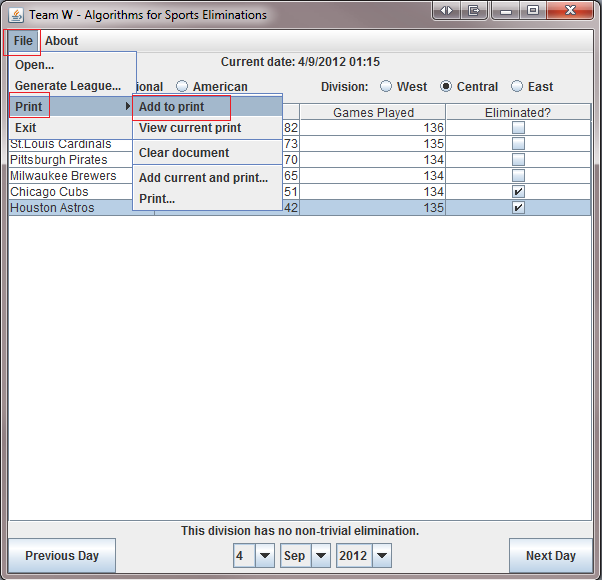 Team W - Algorithms for Sports Eliminations
File About
Current date: 4/9/2012 01:15
Open...
Generate League... ional American Division: West Central East
Print Add to print Games Played Eliminated?
Exit View current print 82 136
St.Louis Cardinals 73 135
Clear document
Pittsburgh Pirates 70 134
Milwaukee Brewers Add current and print... 65 134
Chicago Cubs Print... 51 134
Houston Astros 42 135
This division has no non-trivial elimination.
Previous Day 4 Sep 2012 Next Day